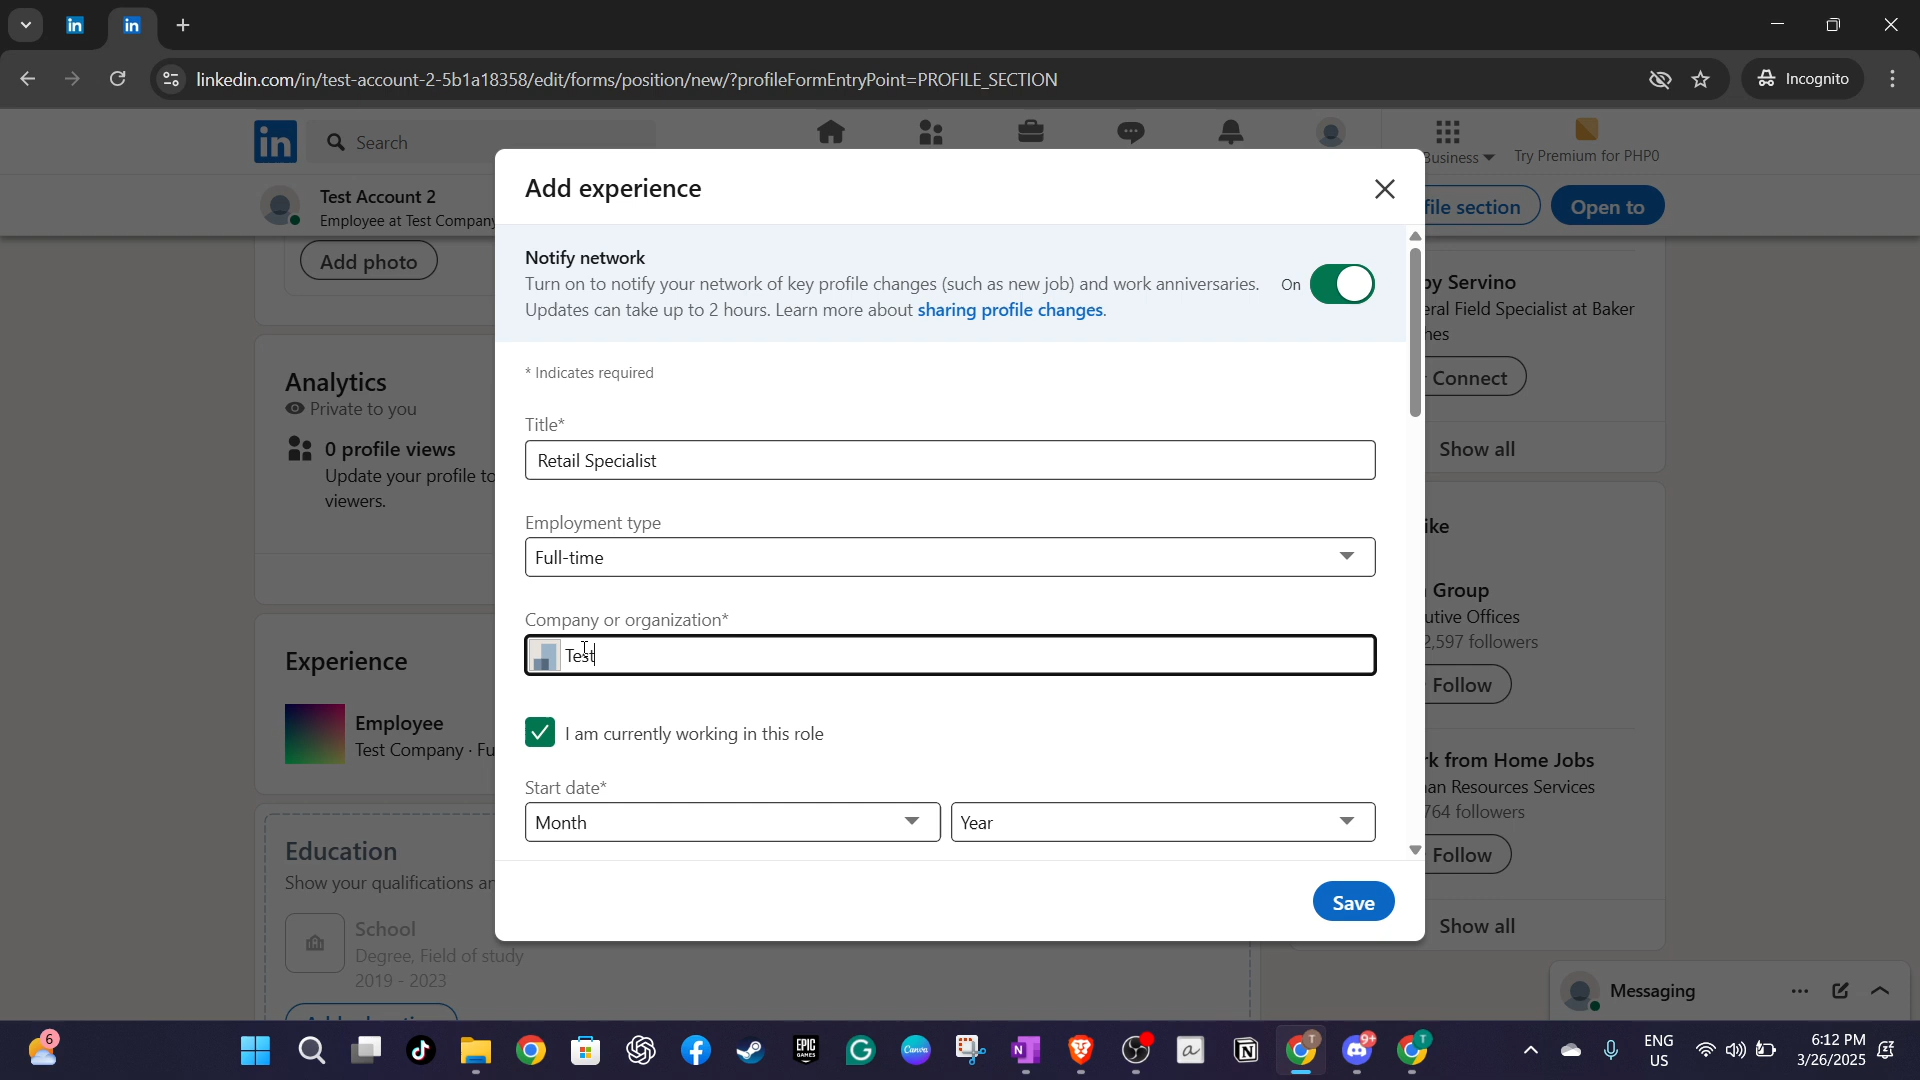 linkedin.com/in/test-account-2-5b1a18358/edit/forms/position/new/?profileFormEntryPoint=PROFILE_SECTION
Incognito
in
Search
Business
Try Premium for PHP0
Test Account 2
Employee at Test Company
file section
Open to
Add photo
Analytics
Private to you
0 profile views
Update your profile to
viewers.
Experience
Employee
Test Company · Fu
Education
Show your qualifications ar
School
Degree, Field of study
2019 - 2023
Add experience
Notify network
Turn on to notify your network of key profile changes (such as new job) and work anniversaries.
Updates can take up to 2 hours. Learn more about sharing profile changes.
On
* Indicates required
Title*
Retail Specialist
Employment type
Full-time
Company or organization*
Test
I am currently working in this role
Start date*
Month
Year
Save
by Servino
eral Field Specialist at Baker
hes
Connect
Show all
ike
Group
utive Offices
2,597 followers
Follow
rk from Home Jobs
an Resources Services
764 followers
Follow
Show all
Messaging
6
9+
ENG
US
6:12 PM
3/26/2025